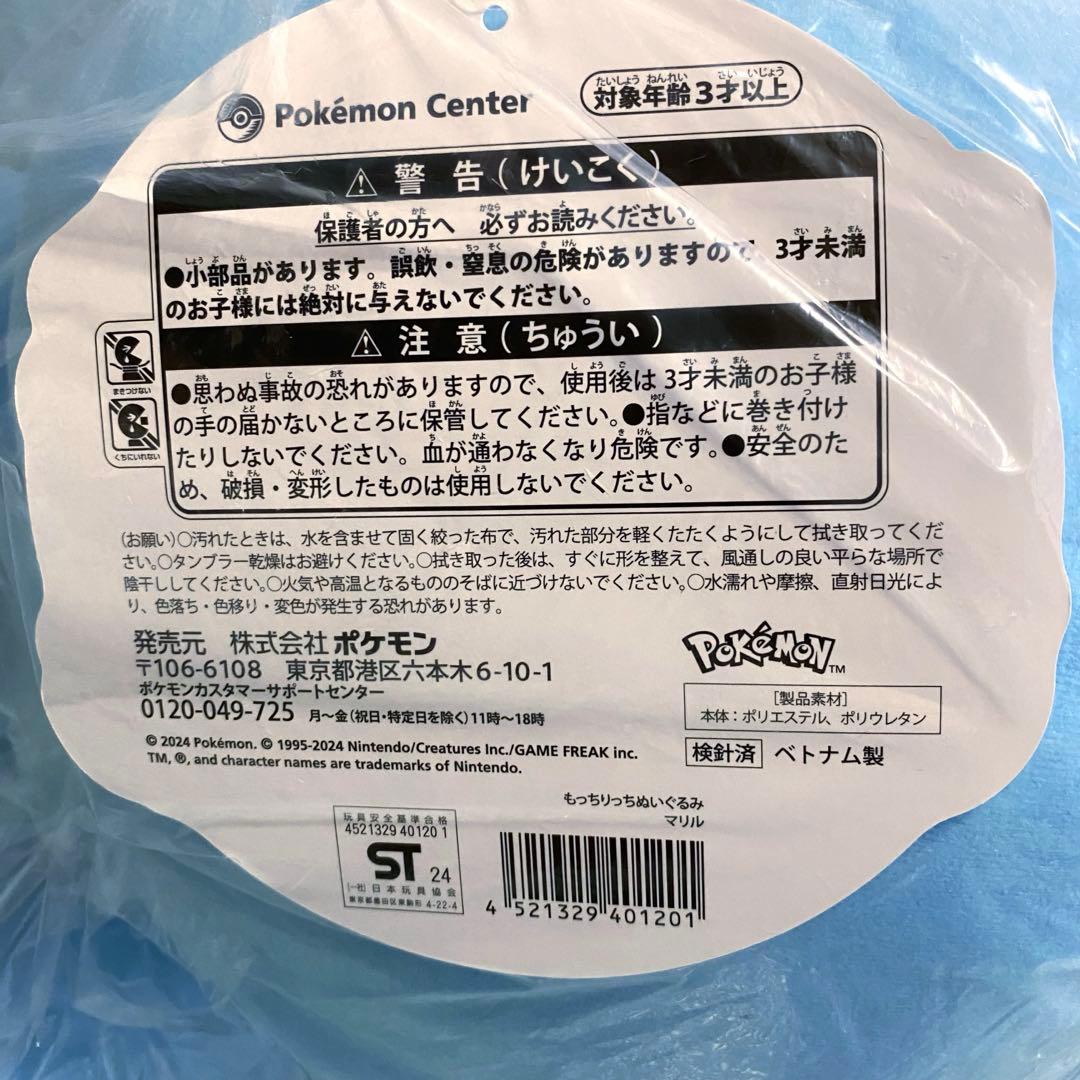 Pokémon Center
対象年齢3才以上
警告(けいこく)
保護者の方へ 必ずお読みください。
●小部品があります。誤飲・窒息の危険がありますので、3才未満
のお子様には絶対に与えないでください。
注意(ちゅうい)
●思わぬ事故の恐れがありますので、使用後は3才未満のお子様
の手の届かないところに保管してください。●指などに巻き付け
たりしないでください。血が通わなくなり危険です。●安全のた
め、破損・変形したものは使用しないでください。
まきつけない
くちにいれない
(お願い)○汚れたときは、水を含ませて固く絞った布で、汚れた部分を軽くたたくようにして拭き取ってくだ
さい。○タンブラー乾燥はお避けください。○拭き取った後は、すぐに形を整えて、風通しの良い平らな場所で
陰干ししてください。○火気や高温となるもののそばに近づけないでください。○水濡れや摩擦、直射日光によ
り、色落ち・色移り・変色が発生する恐れがあります。
発売元 株式会社ポケモン
〒106-6108 東京都港区六本木6-10-1
ポケモンカスタマーサポートセンター
0120-049-725 月～金(祝日・特定日を除く)11時～18時
© 2024 Pokémon. © 1995-2024 Nintendo/Creatures Inc./GAME FREAK inc.
TM, ®, and character names are trademarks of Nintendo.
POKéMON TM
[製品素材]
本体:ポリエステル、ポリウレタン
検針済 ベトナム製
もっちりっちぬいぐるみ
マリル
玩具安全基準合格
4521329 40120 1
ST 24
(一社)日本玩具協会
東京都墨田区東駒形 4-22-4
4 521329 401201